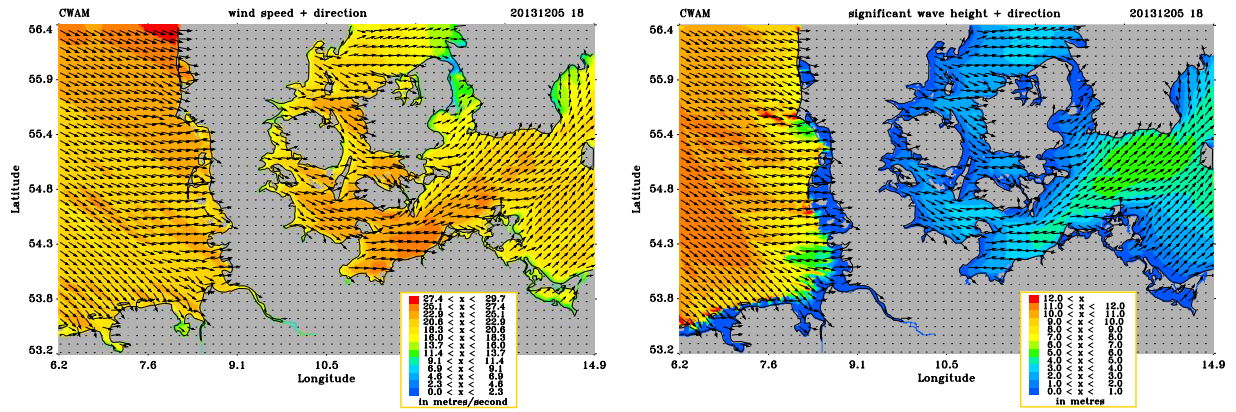 CWAM wind speed + direction 20131205 18
56.4
55.9
55.4
54.8
54.3
53.8
53.2
Latitude
6.2 7.6 9.1 10.5 14.9
Longitude
27.4 < x < 29.7
25.1 < x < 27.4
22.9 < x < 25.1
20.6 < x < 22.9
18.3 < x < 20.6
16.0 < x < 18.3
13.7 < x < 16.0
11.4 < x < 13.7
9.1 < x < 11.4
6.9 < x < 9.1
4.6 < x < 6.9
2.3 < x < 4.6
0.0 < x < 2.3
in metres/second
CWAM significant wave height + direction 20131205 18
56.4
55.9
55.4
54.8
54.3
53.8
53.2
Latitude
6.2 7.6 9.1 10.5 14.9
Longitude
12.0 < x
11.0 < x < 12.0
10.0 < x < 11.0
9.0 < x < 10.0
8.0 < x < 9.0
7.0 < x < 8.0
6.0 < x < 7.0
5.0 < x < 6.0
4.0 < x < 5.0
3.0 < x < 4.0
2.0 < x < 3.0
1.0 < x < 2.0
0.0 < x < 1.0
in metres